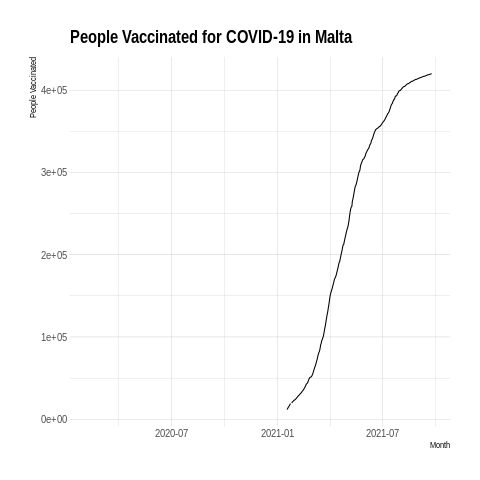 People Vaccinated for COVID-19 in Malta
People Vaccinated
4e+05
3e+05
2e+05
1e+05
0e+00
2020-07
2021-01
2021-07
Month